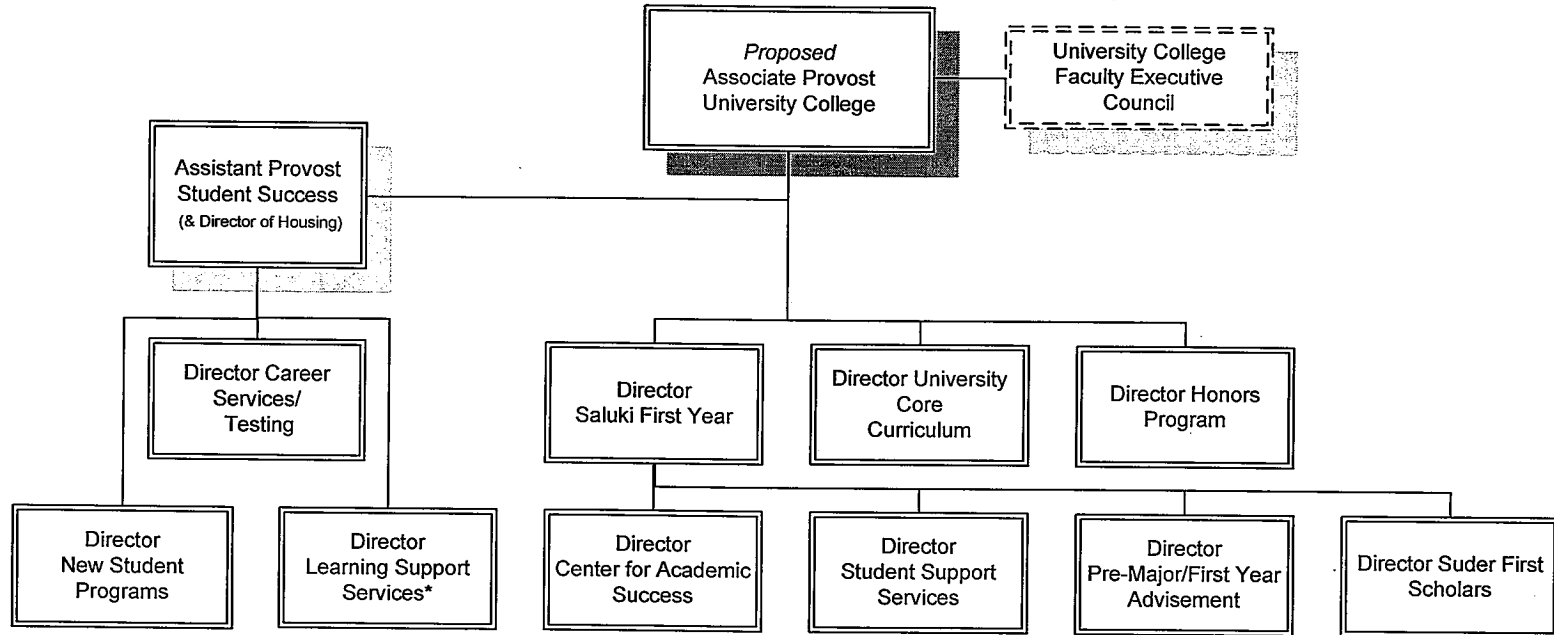 Proposed
Associate Provost
University College
University College
Faculty Executive
Council
Assistant Provost
Student Success
(& Director of Housing)
Director Career
Services/
Testing
Director
Saluki First Year
Director University
Core
Curriculum
Director Honors
Program
Director
New Student
Programs
Director
Learning Support
Services*
Director
Center for Academic
Success
Director
Student Support
Services
Director
Pre-Major/First Year
Advisement
Director Suder First
Scholars